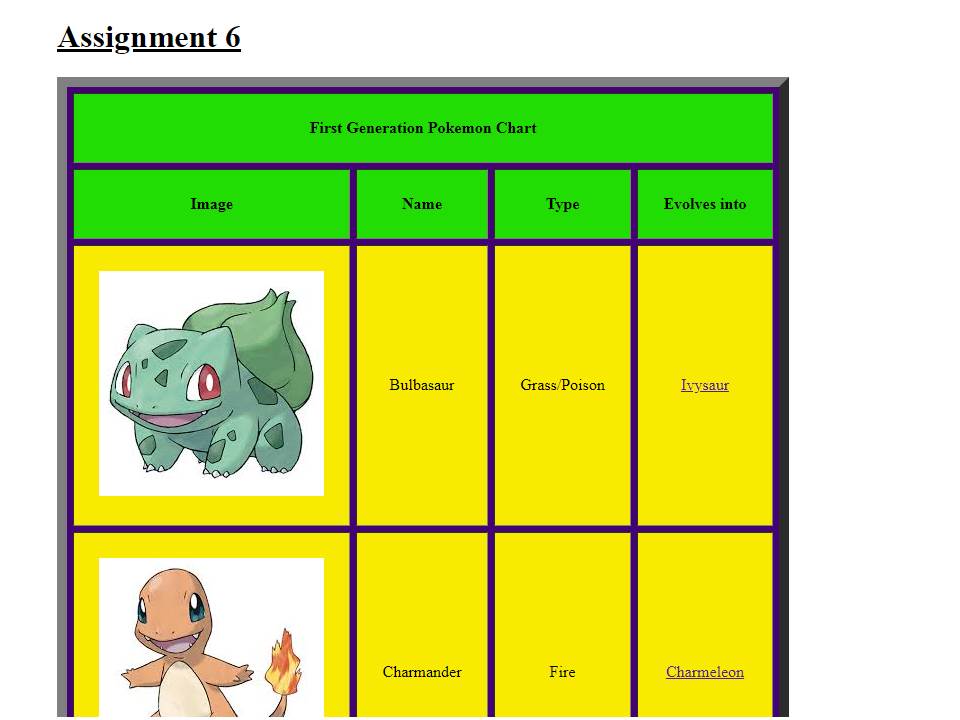 Assignment 6
First Generation Pokemon Chart
Image Name Type Evolves into
Bulbasaur Grass/Poison Ivysaur
Charmander Fire Charmeleon